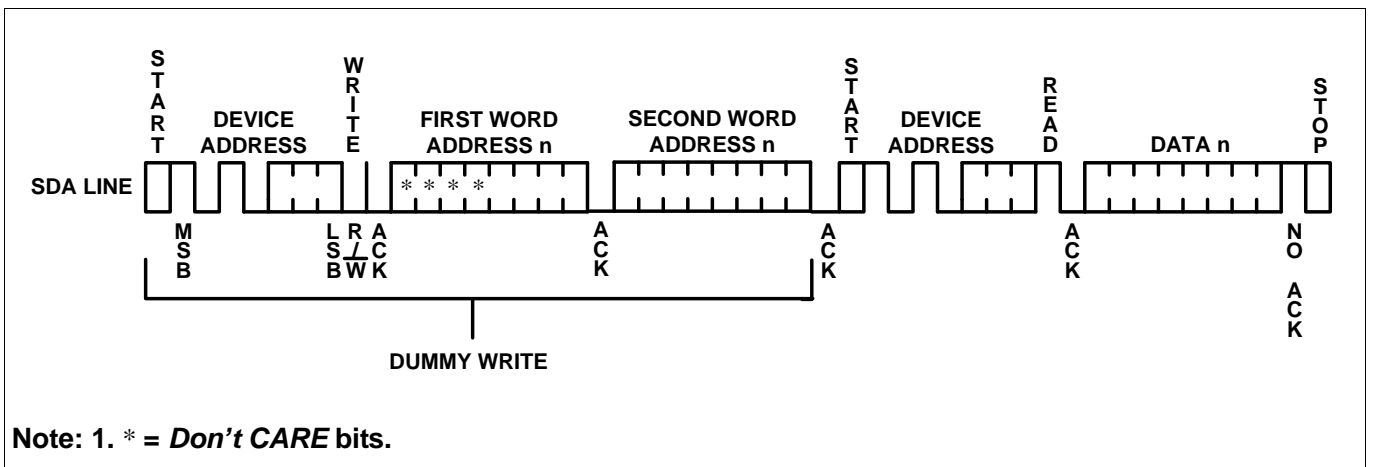 START
WRITE
START
READ
STOP
DEVICE ADDRESS
FIRST WORD ADDRESS n
SECOND WORD ADDRESS n
DEVICE ADDRESS
DATA n
SDA LINE
* * * *
MSB
LSB
R/W
ACK
ACK
ACK
ACK
NO ACK
DUMMY WRITE
Note: 1. * = Don't CARE bits.